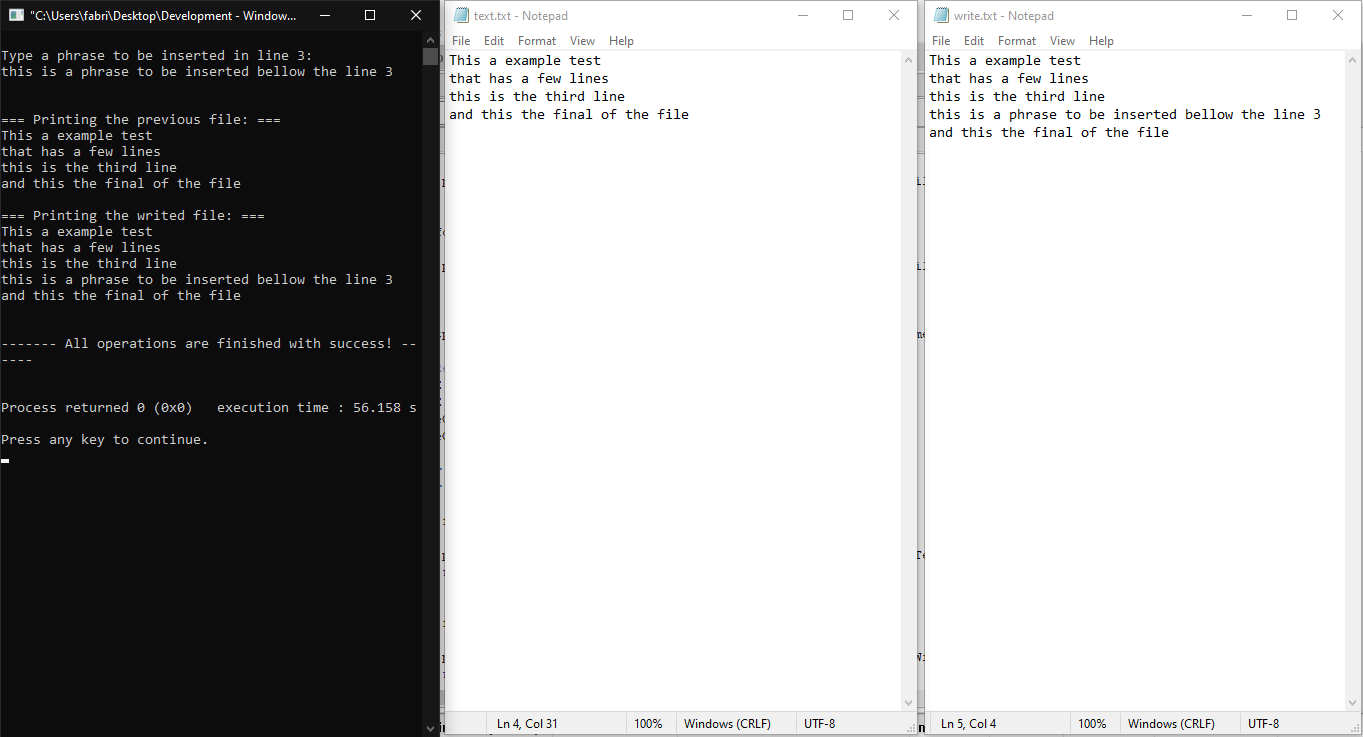 "C:\Users\fabri\Desktop\Development - Window...
Type a phrase to be inserted in line 3:
this is a phrase to be inserted bellow the line 3
=== Printing the previous file: ===
This a example test
that has a few lines
this is the third line
and this the final of the file
=== Printing the writed file: ===
This a example test
that has a few lines
this is the third line
this is a phrase to be inserted bellow the line 3
and this the final of the file
------- All operations are finished with success! --
----
Process returned 0 (0x0)   execution time : 56.158 s
Press any key to continue.
text.txt - Notepad
File Edit Format View Help
This a example test
that has a few lines
this is the third line
and this the final of the file
Ln 4, Col 31 100% Windows (CRLF) UTF-8
write.txt - Notepad
File Edit Format View Help
This a example test
that has a few lines
this is the third line
this is a phrase to be inserted bellow the line 3
and this the final of the file
Ln 5, Col 4 100% Windows (CRLF) UTF-8